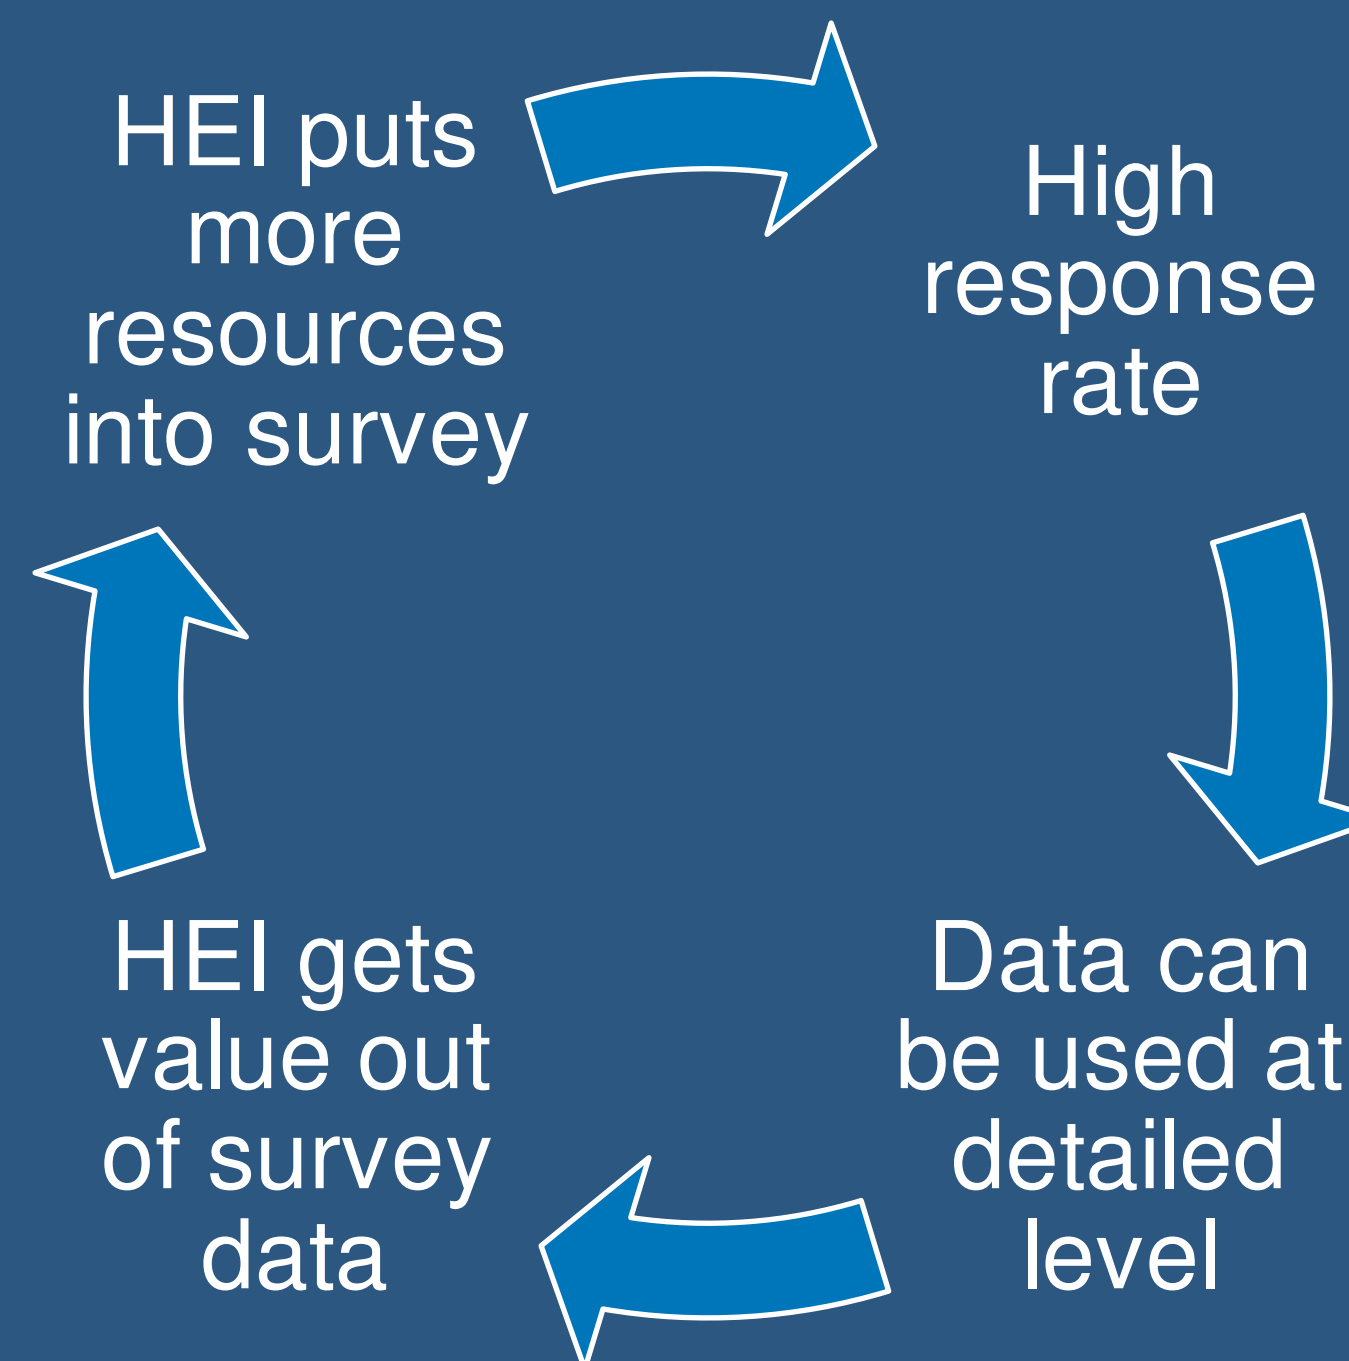 HEI puts
more
resources
into survey
High
response
rate
Data can
be used at
detailed
level
HEI gets
value out
of survey
data